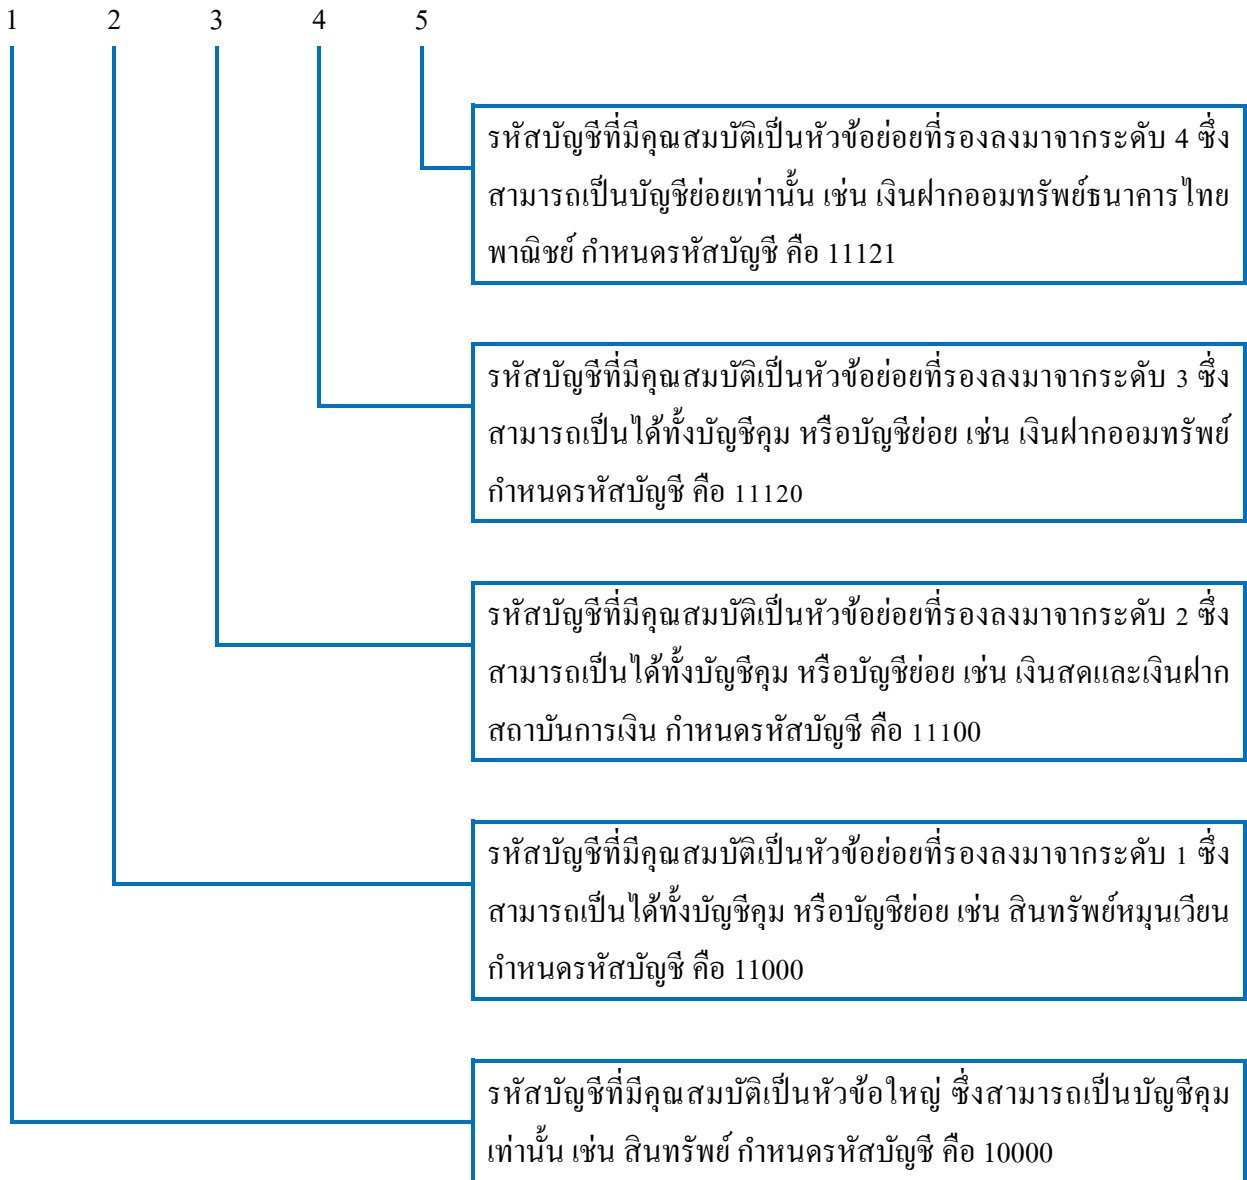 1 2 3 4 5
รหัสบัญชีที่มีคุณสมบัติเป็นหัวข้อย่อยที่รองลงมาจากระดับ 4 ซึ่ง
สามารถเป็นบัญชีย่อยเท่านั้น เช่น เงินฝากออมทรัพย์ธนาคารไทย
พาณิชย์ กำหนดรหัสบัญชี คือ 11121
รหัสบัญชีที่มีคุณสมบัติเป็นหัวข้อย่อยที่รองลงมาจากระดับ 3 ซึ่ง
สามารถเป็นได้ทั้งบัญชีคุม หรือบัญชีย่อย เช่น เงินฝากออมทรัพย์
กำหนดรหัสบัญชี คือ 11120
รหัสบัญชีที่มีคุณสมบัติเป็นหัวข้อย่อยที่รองลงมาจากระดับ 2 ซึ่ง
สามารถเป็นได้ทั้งบัญชีคุม หรือบัญชีย่อย เช่น เงินสดและเงินฝาก
สถาบันการเงิน กำหนดรหัสบัญชี คือ 11100
รหัสบัญชีที่มีคุณสมบัติเป็นหัวข้อย่อยที่รองลงมาจากระดับ 1 ซึ่ง
สามารถเป็นได้ทั้งบัญชีคุม หรือบัญชีย่อย เช่น สินทรัพย์หมุนเวียน
กำหนดรหัสบัญชี คือ 11000
รหัสบัญชีที่มีคุณสมบัติเป็นหัวข้อใหญ่ ซึ่งสามารถเป็นบัญชีคุม
เท่านั้น เช่น สินทรัพย์ กำหนดรหัสบัญชี คือ 10000